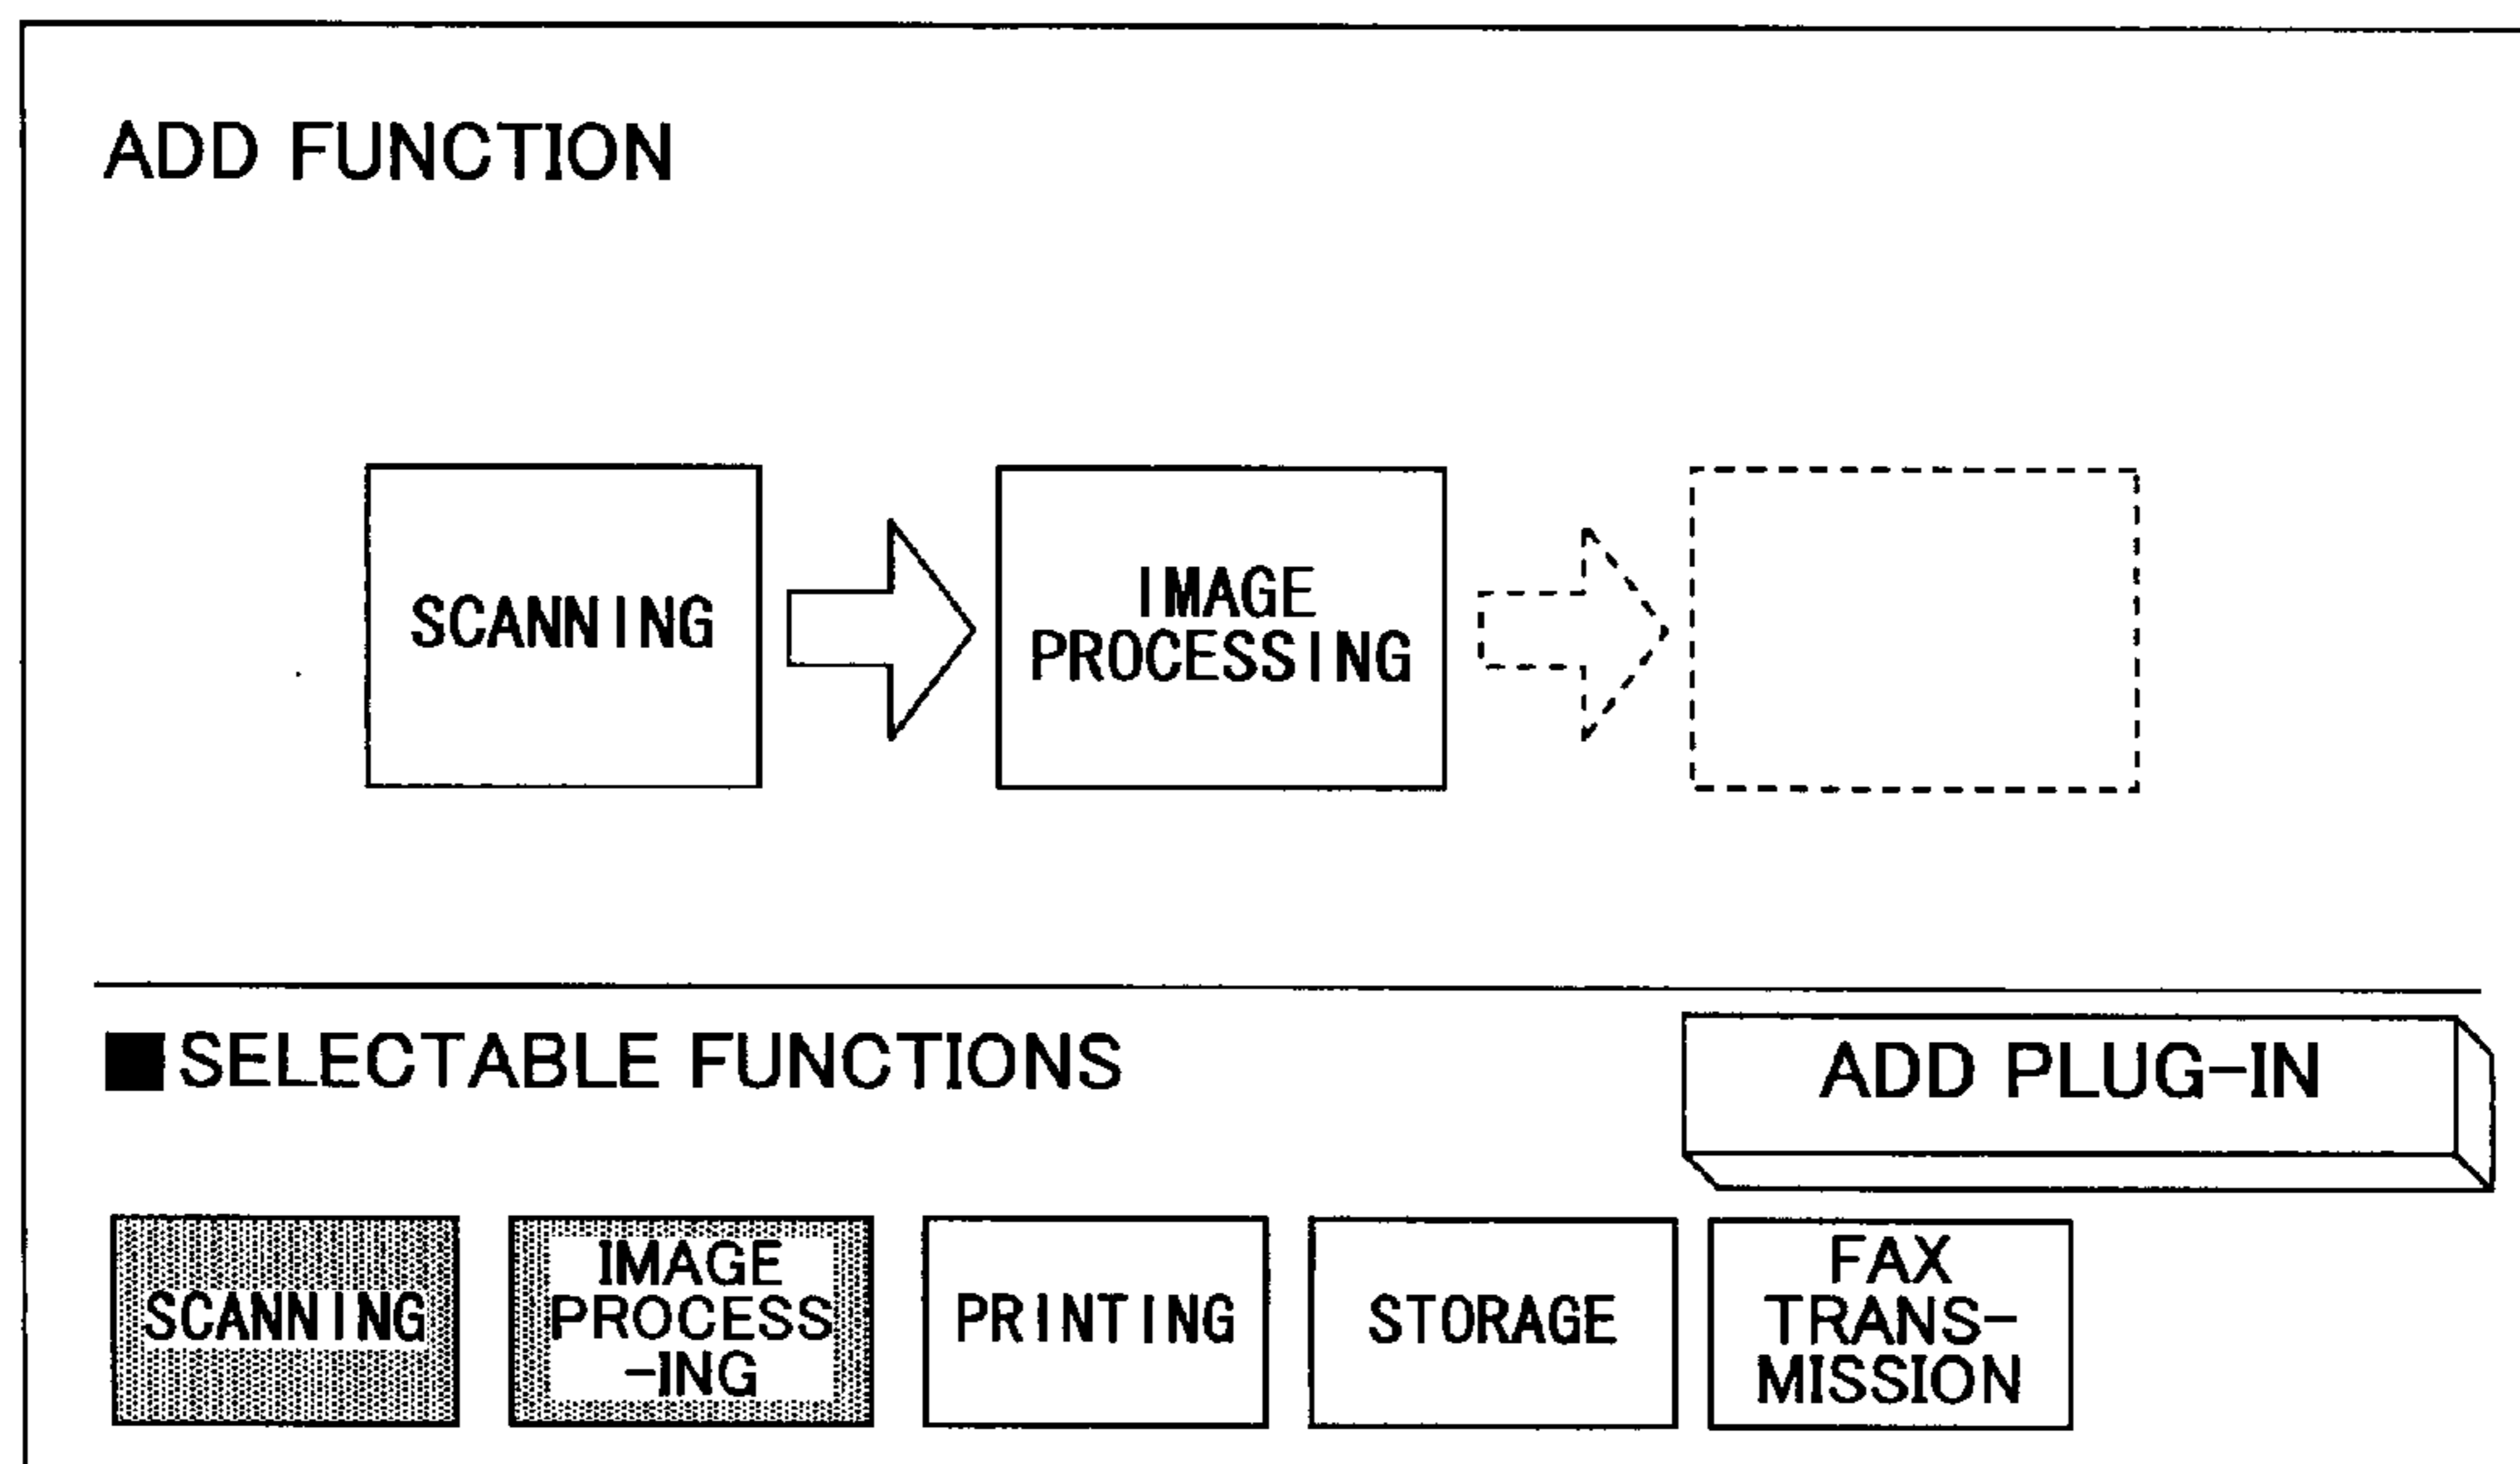 ADD FUNCTION
SCANNING
IMAGE
PROCESSING
■SELECTABLE FUNCTIONS
ADD PLUG-IN
SCANNING
IMAGE
PROCESS
-ING
PRINTING
STORAGE
FAX
TRANS-
MISSION